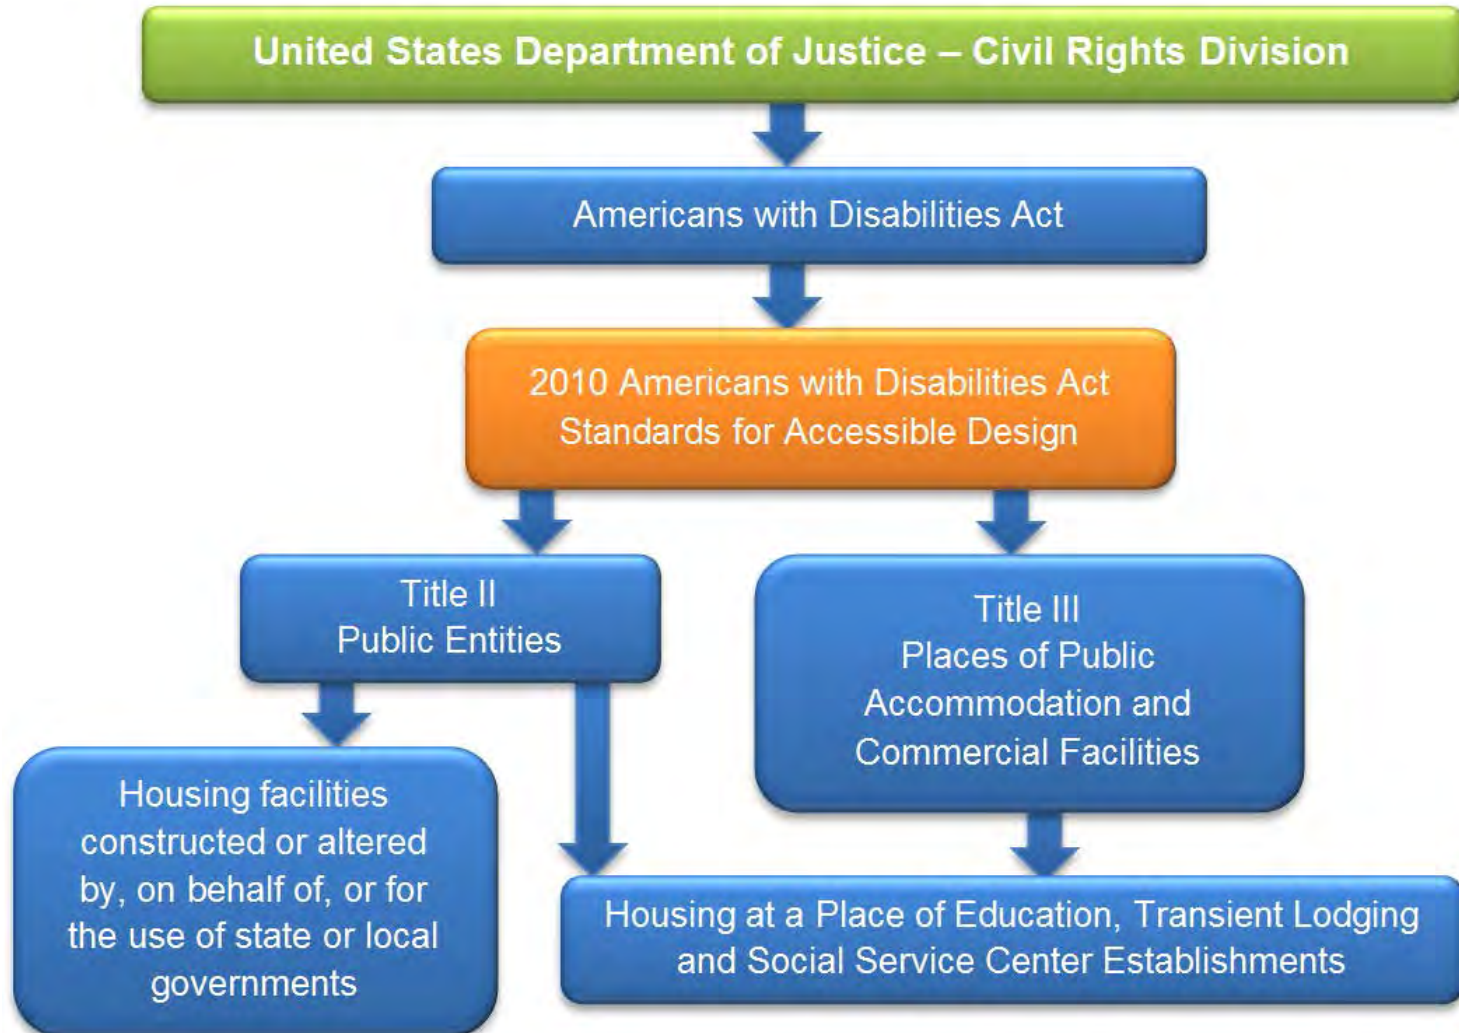 United States Department of Justice – Civil Rights Division
Americans with Disabilities Act
2010 Americans with Disabilities Act
Standards for Accessible Design
Title II
Public Entities
Title III
Places of Public
Accommodation and
Commercial Facilities
Housing facilities
constructed or altered
by, on behalf of, or for
the use of state or local
governments
Housing at a Place of Education, Transient Lodging
and Social Service Center Establishments